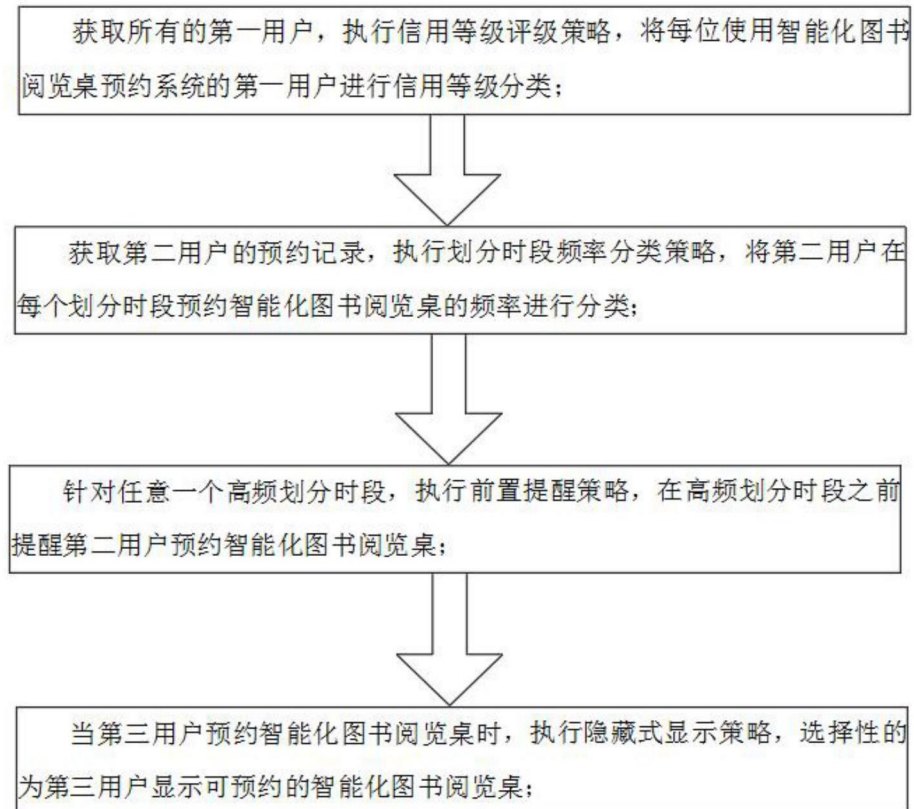 获取所有的第一用户，执行信用等级评级策略，将每位使用智能化图书
阅览桌预约系统的第一用户进行信用等级分类；
获取第二用户的预约记录，执行划分时段频率分类策略，将第二用户在
每个划分时段预约智能化图书阅览桌的频率进行分类；
针对任意一个高频划分时段，执行前置提醒策略，在高频划分时段之前
提醒第二用户预约智能化图书阅览桌；
当第三用户预约智能化图书阅览桌时，执行隐藏式显示策略，选择性的
为第三用户显示可预约的智能化图书阅览桌；